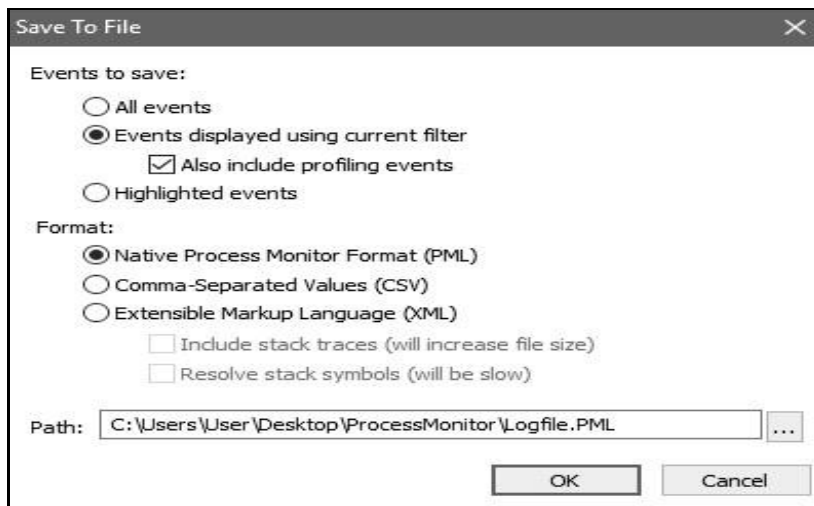 Save To File
Events to save:
All events
Events displayed using current filter
Also include profiling events
Highlighted events
Format:
Native Process Monitor Format (PML)
Comma-Separated Values (CSV)
Extensible Markup Language (XML)
Include stack traces (will increase file size)
Resolve stack symbols (will be slow)
Path: C:\Users\User\Desktop\ProcessMonitor\Logfile.PML ...
OK Cancel